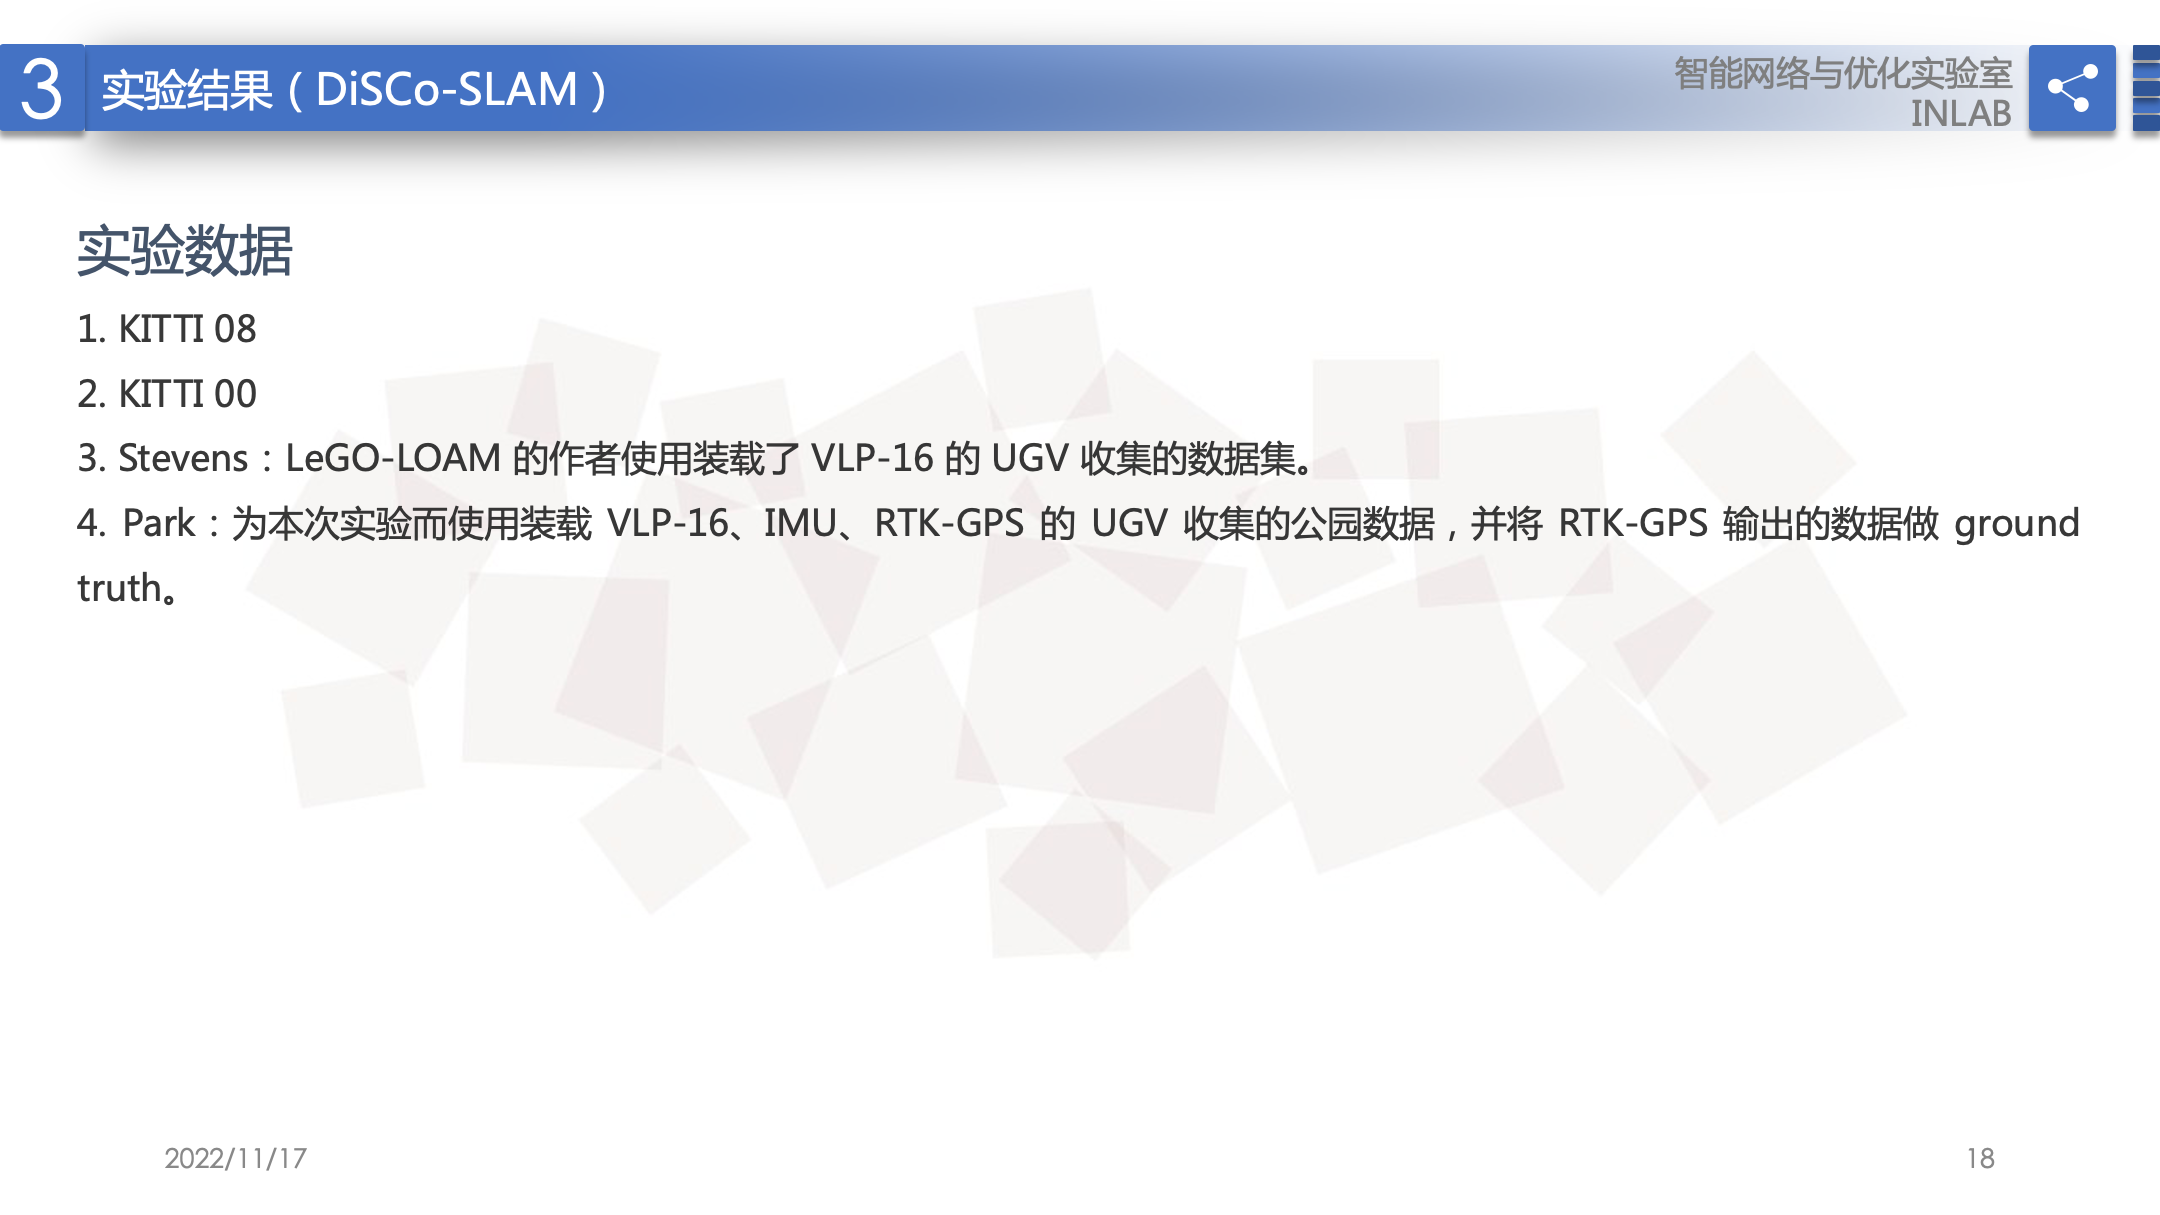 3
实验结果（DiSCo-SLAM）
智能网络与优化实验室
INLAB
实验数据
1. KITTI 08
2. KITTI 00
3. Stevens：LeGO-LOAM 的作者使用装载了 VLP-16 的 UGV 收集的数据集。
4. Park：为本次实验而使用装载 VLP-16、IMU、RTK-GPS 的 UGV 收集的公园数据，并将 RTK-GPS 输出的数据做 ground
truth。
2022/11/17
18